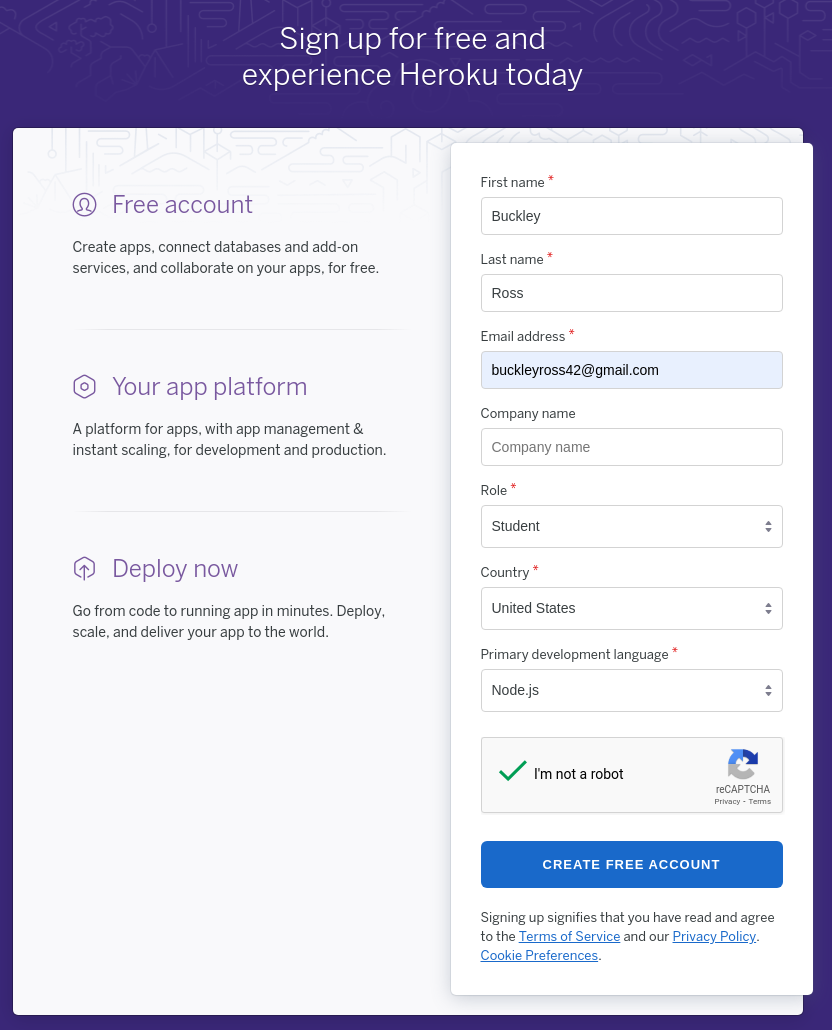 Sign up for free and
experience Heroku today
Free account
Create apps, connect databases and add-on
services, and collaborate on your apps, for free.
Your app platform
A platform for apps, with app management &
instant scaling, for development and production.
Deploy now
Go from code to running app in minutes. Deploy,
scale, and deliver your app to the world.
First name *
Buckley
Last name *
Ross
Email address *
buckleyross42@gmail.com
Company name
Company name
Role *
Student
Country *
United States
Primary development language *
Node.js
I'm not a robot
reCAPTCHA
Privacy - Terms
CREATE FREE ACCOUNT
Signing up signifies that you have read and agree
to the Terms of Service and our Privacy Policy.
Cookie Preferences.